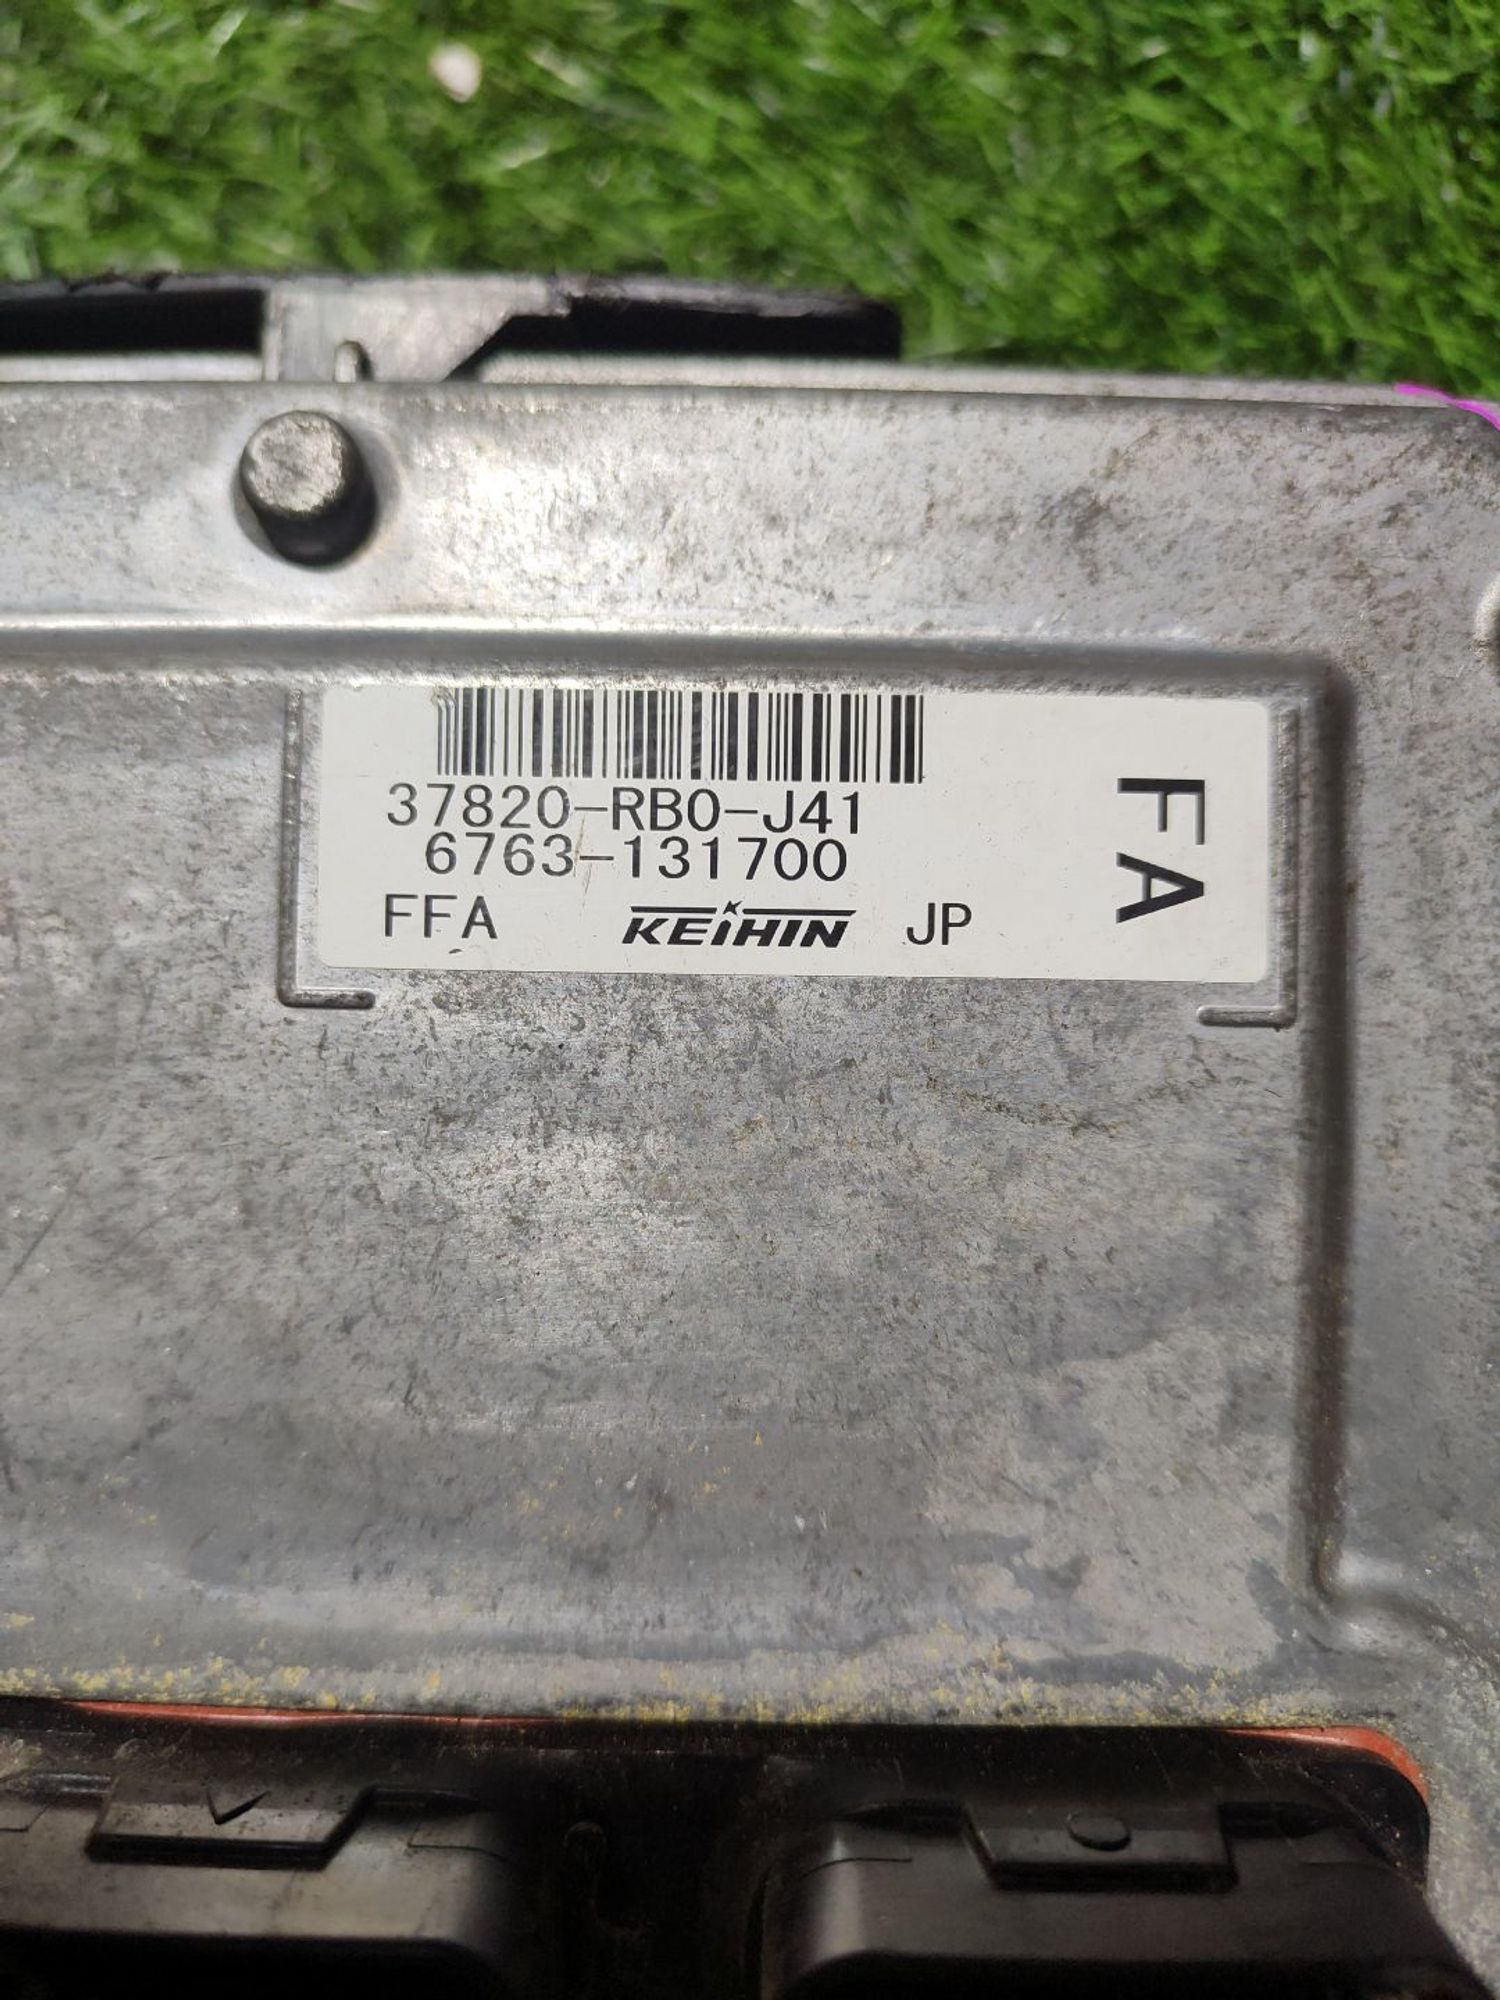 37820-RB0-J41
6763-131700
FFA KEIHIN JP
FA